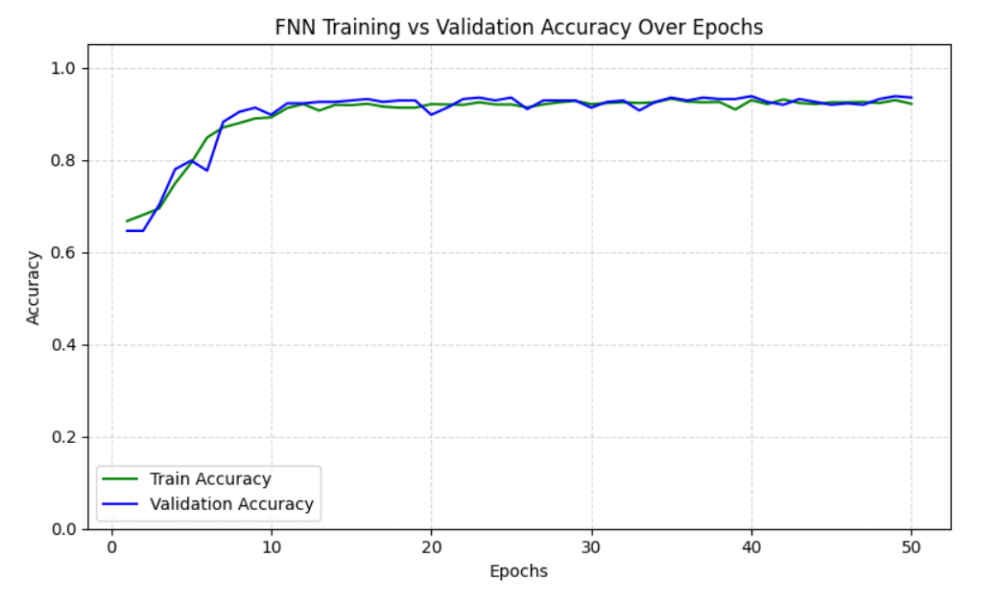 FNN Training vs Validation Accuracy Over Epochs
1.0
0.8
0.6
0.4
0.2
0.0
Accuracy
Train Accuracy
Validation Accuracy
0 10 20 30 40 50
Epochs